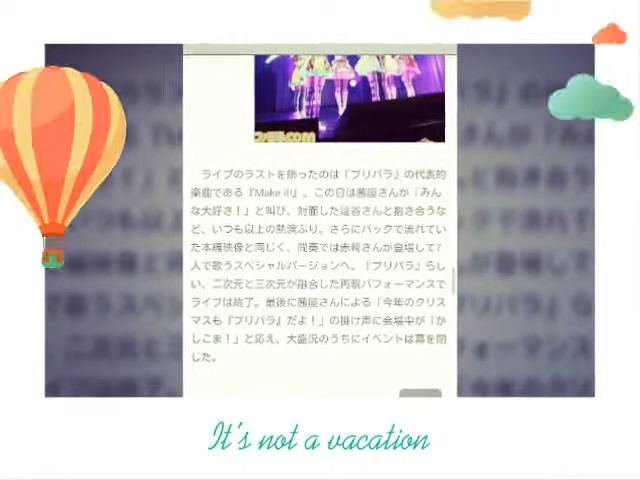 ファミ通.com
ライブのラストを飾ったのは『プリパラ』の代表的
楽曲である『Make it!』。この日は茜屋さんが「みん
な大好き！」と叫び、対面した澁谷さんと抱き合うな
ど、いつも以上の熱演ぶり。さらにバックで流れてい
た本編映像と同じく、間奏では赤﨑さんが登場して7
人で歌うスペシャルバージョンへ。『プリパラ』らし
い、二次元と三次元が融合した再現パフォーマンスで
ライブは終了。最後に茜屋さんによる「今年のクリス
マスも『プリパラ』だよ！」の掛け声に会場中が「か
しこま！」と応え、大盛況のうちにイベントは幕を閉
じた。
It's not a vacation